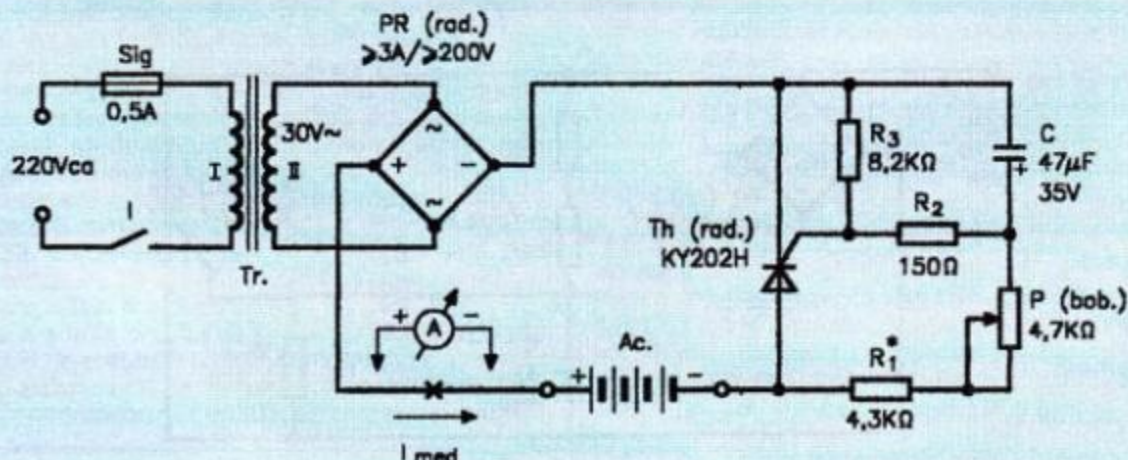 PR (rad.)
≥3A/≥200V
Sig
0,5A
220Vca
I
Tr.
I
II
30V~
~
+
−
~
+
A
−
I med.
Ac.
+
−
Th (rad.)
KY202H
R3
8,2KΩ
C
+
47µF
35V
R2
150Ω
P (bob.)
4,7KΩ
R1*
4,3KΩ